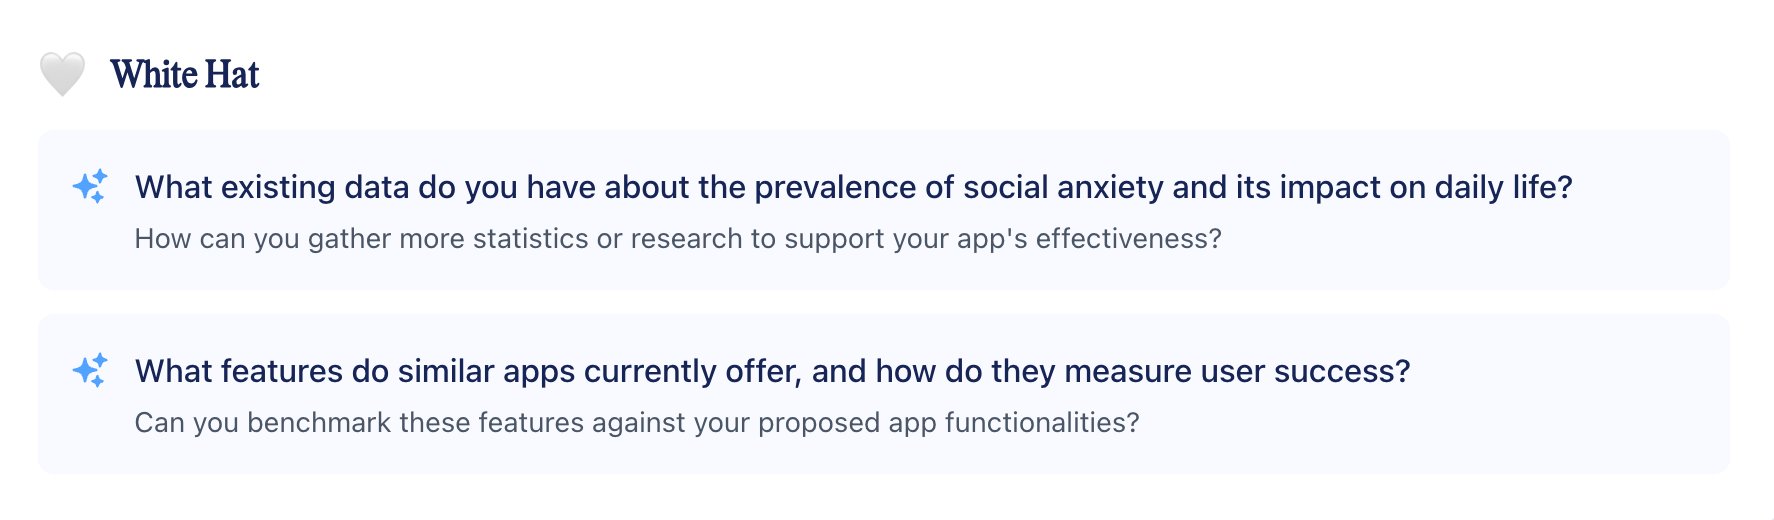 White Hat
What existing data do you have about the prevalence of social anxiety and its impact on daily life?
How can you gather more statistics or research to support your app's effectiveness?
What features do similar apps currently offer, and how do they measure user success?
Can you benchmark these features against your proposed app functionalities?